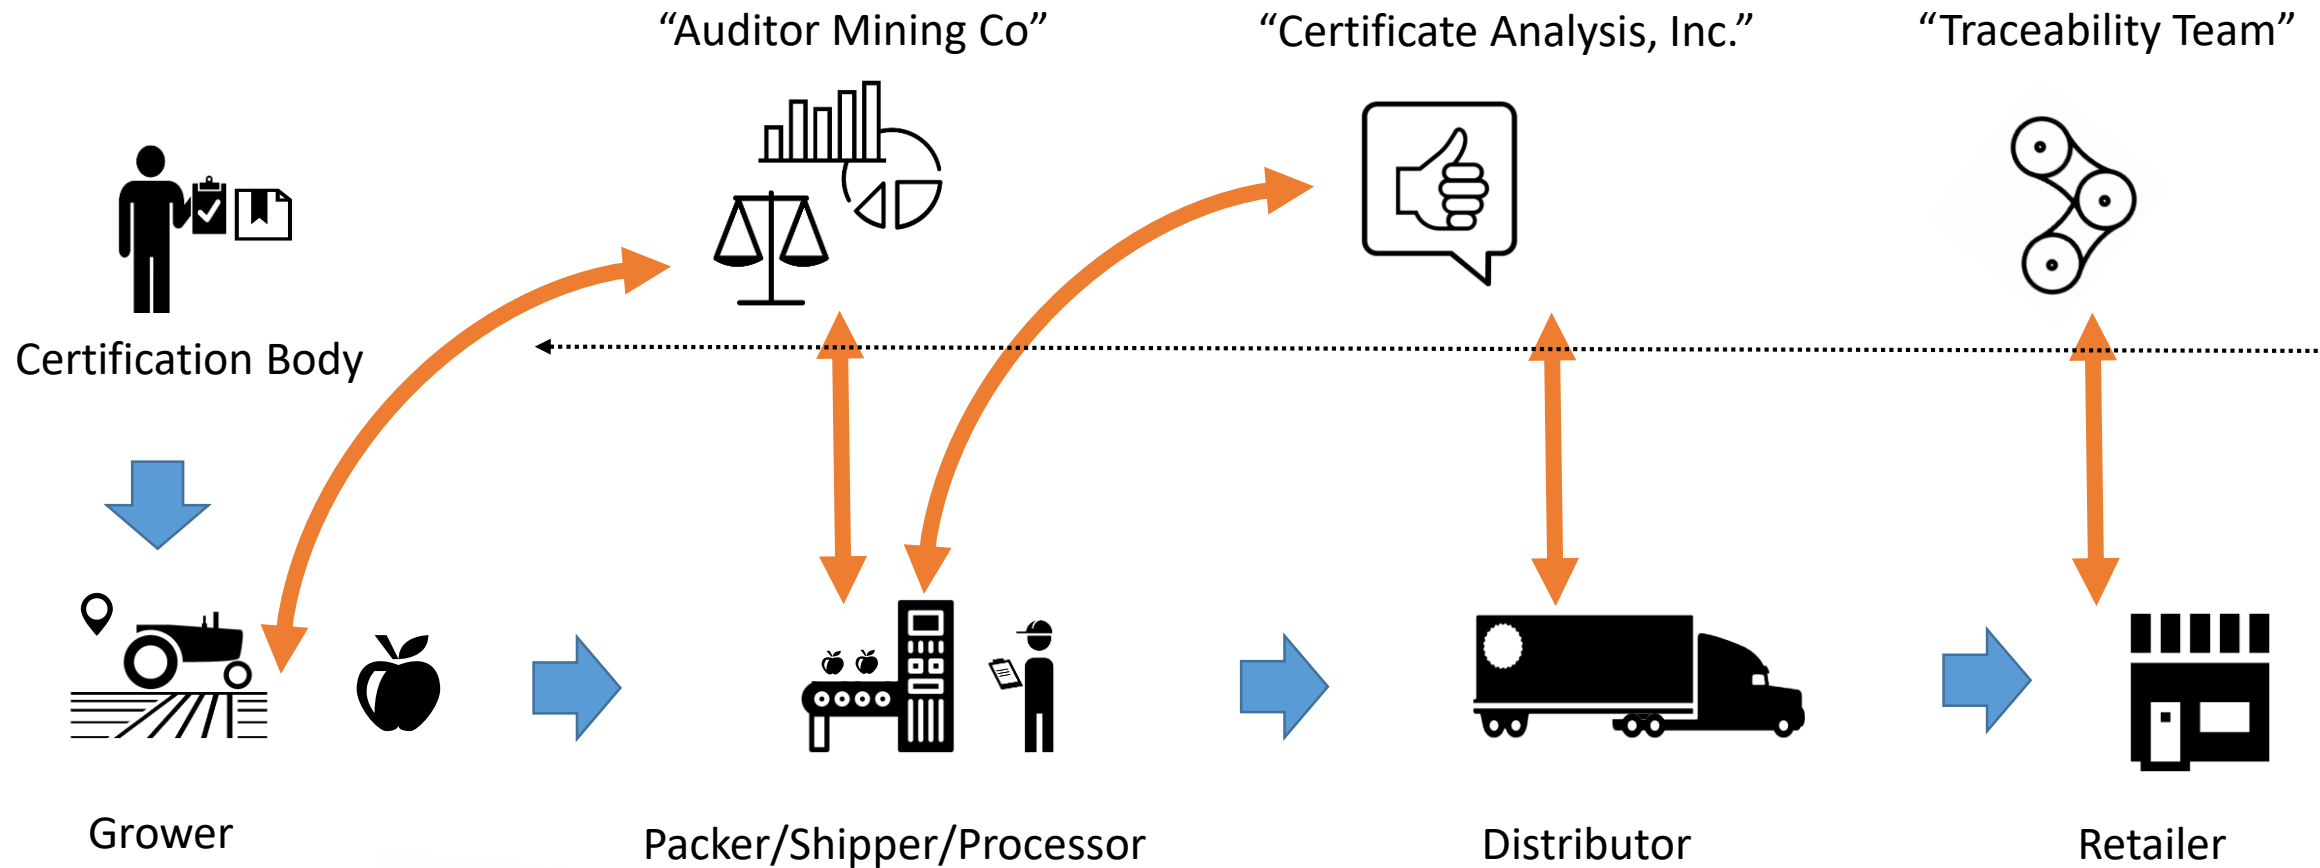 “Auditor Mining Co”
“Certificate Analysis, Inc.”
“Traceability Team”
Certification Body
Grower
Packer/Shipper/Processor
Distributor
Retailer